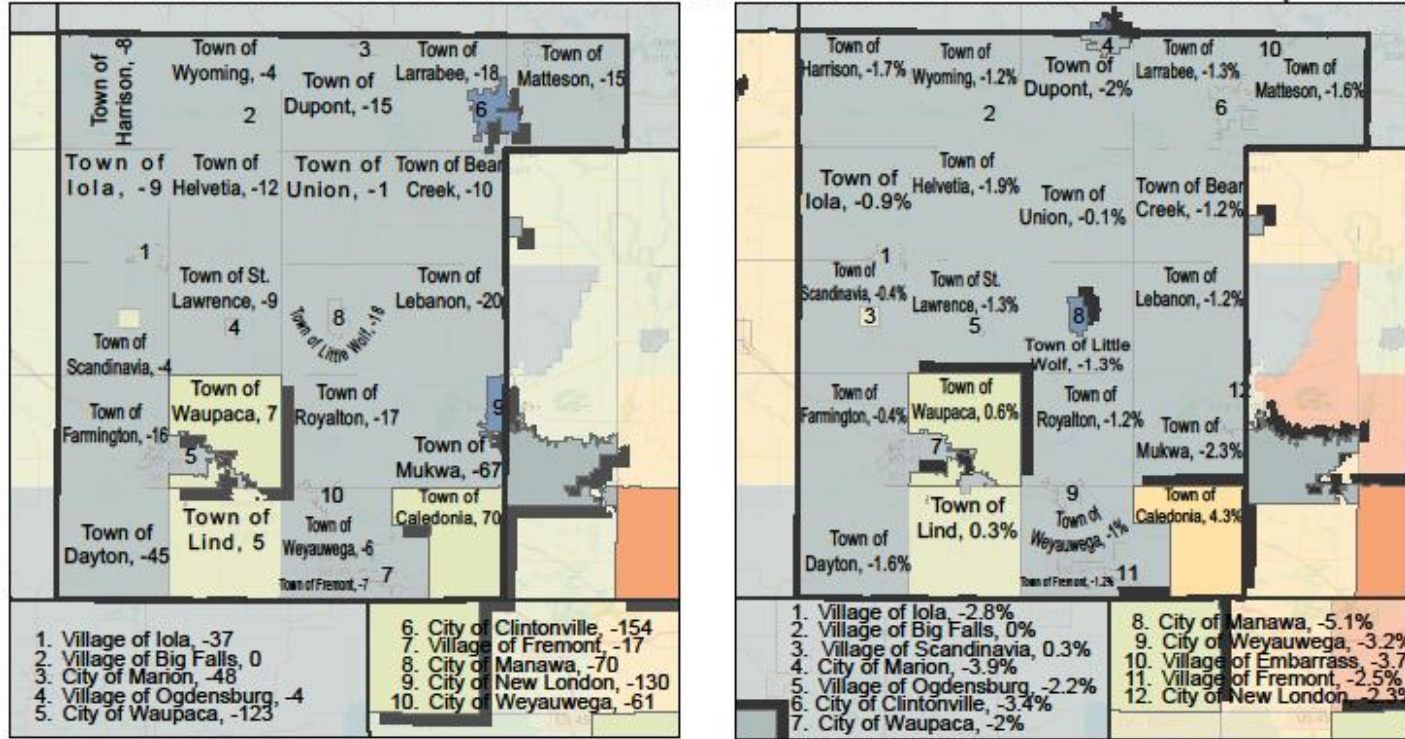 Town of
Harrison, -8
Town of
Wyoming, -4
2
3
Town of
Dupont, -15
Town of
Larrabee, -18
6
Town of
Matteson, -15
Town of
Iola, -9
Town of
Helvetia, -12
Town of
Union, -1
Town of Bear
Creek, -10
1
Town of St.
Lawrence, -9
4
8
Town of Little Wolf, -18
Town of
Lebanon, -20
Town of
Scandinavia, -4
Town of
Waupaca, 7
Town of
Royalton, -17
9
Town of
Farmington, -16
5
Town of
Mukwa, -67
10
Town of
Caledonia, 70
Town of
Dayton, -45
Town of
Lind, 5
Town of
Weyauwega, -6
7
Town of Fremont, -7
1. Village of Iola, -37
2. Village of Big Falls, 0
3. City of Marion, -48
4. Village of Ogdensburg, -4
5. City of Waupaca, -123
6. City of Clintonville, -154
7. Village of Fremont, -17
8. City of Manawa, -70
9. City of New London, -130
10. City of Weyauwega, -61
Town of
Harrison, -1.7%
Town of
Wyoming, -1.2%
2
4
Town of
Dupont, -2%
Town of
Larrabee, -1.3%
10
6
Town of
Matteson, -1.6%
Town of
Iola, -0.9%
Town of
Helvetia, -1.9%
Town of
Union, -0.1%
Town of Bear
Creek, -1.2%
1
Town of
Scandinavia, -0.4%
3
Town of St.
Lawrence, -1.3%
5
8
Town of Little
Wolf, -1.3%
Town of
Lebanon, -1.2%
Town of
Farmington, -0.4%
Town of
Waupaca, 0.6%
7
Town of
Royalton, -1.2%
12
Town of
Mukwa, -2.3%
9
Town of
Caledonia, 4.3%
Town of
Dayton, -1.6%
Town of
Lind, 0.3%
Town of
Weyauwega, -1%
11
Town of Fremont, -1.2%
1. Village of Iola, -2.8%
2. Village of Big Falls, 0%
3. Village of Scandinavia, 0.3%
4. City of Marion, -3.9%
5. Village of Ogdensburg, -2.2%
6. City of Clintonville, -3.4%
7. City of Waupaca, -2%
8. City of Manawa, -5.1%
9. City of Weyauwega, -3.2%
10. Village of Embarrass, -3.7
11. Village of Fremont, -2.5%
12. City of New London, -2.3%